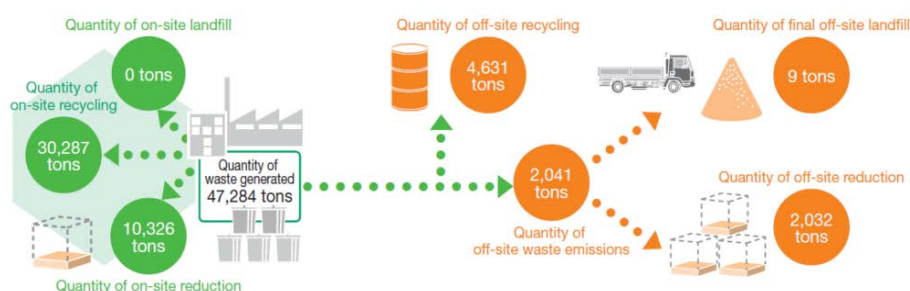 Quantity of on-site landfill
0 tons
Quantity of
on-site recycling
30,287
tons
Quantity of
waste generated
47,284 tons
10,326
tons
Quantity of on-site reduction
Quantity of off-site recycling
4,631
tons
2,041
tons
Quantity of
off-site waste emissions
Quantity of final off-site landfill
9 tons
Quantity of off-site reduction
2,032
tons